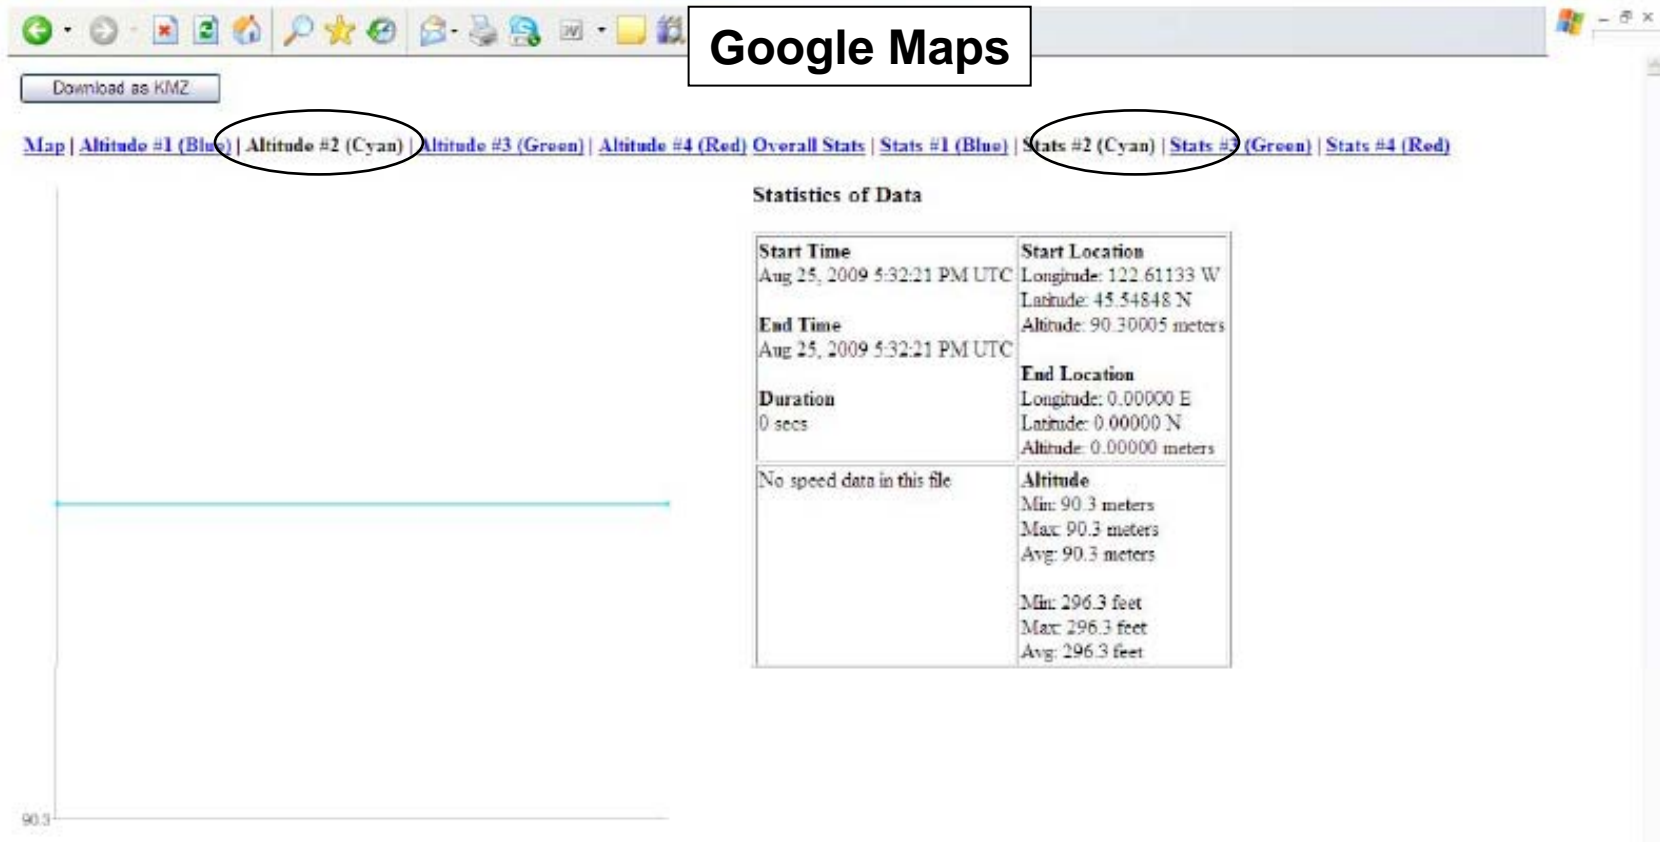 Google Maps
Download as KMZ
Map | Altitude #1 (Blue) | Altitude #2 (Cyan) | Altitude #3 (Green) | Altitude #4 (Red) Overall Stats | Stats #1 (Blue) | Stats #2 (Cyan) | Stats #3 (Green) | Stats #4 (Red)
Statistics of Data
Start Time
Aug 25, 2009 5:32:21 PM UTC
End Time
Aug 25, 2009 5:32:21 PM UTC
Duration
0 secs
Start Location
Longitude: 122.61133 W
Latitude: 45.54848 N
Altitude: 90.30005 meters
End Location
Longitude: 0.00000 E
Latitude: 0.00000 N
Altitude: 0.00000 meters
No speed data in this file
Altitude
Min: 90.3 meters
Max: 90.3 meters
Avg: 90.3 meters
Min: 296.3 feet
Max: 296.3 feet
Avg: 296.3 feet
90.3